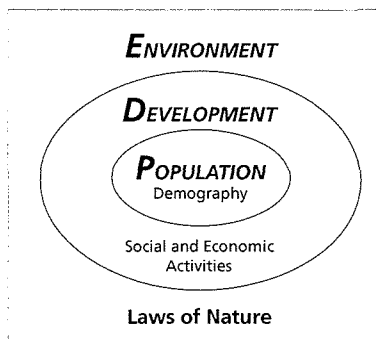 ENVIRONMENT
DEVELOPMENT
POPULATION
Demography
Social and Economic
Activities
Laws of Nature